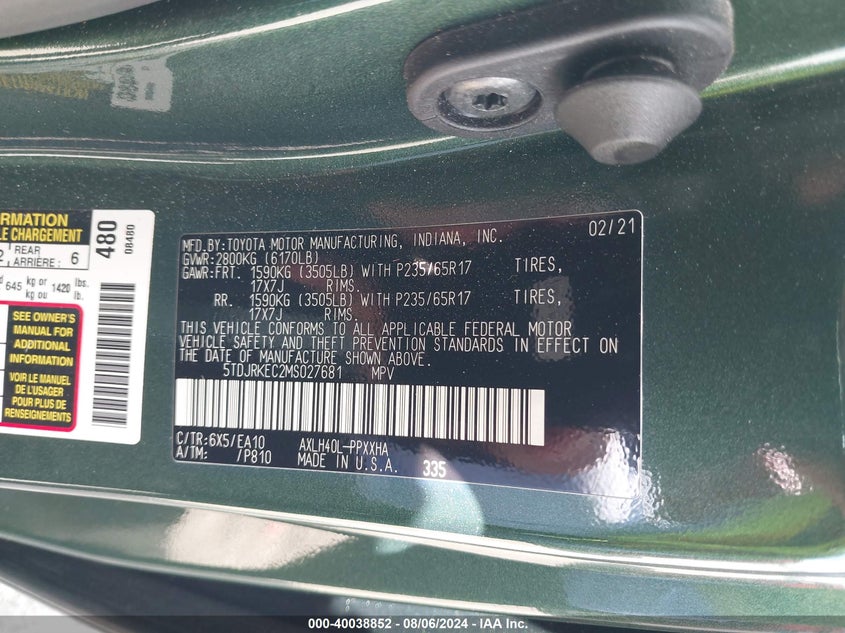 RMATION
LE CHARGEMENT
2 REAR ARRIÈRE: 6
645 kg or kg ou 1420 lbs. lb.
SEE OWNER'S
MANUAL FOR
ADDITIONAL
INFORMATION
VOIR LE MANUEL
DE L'USAGER
POUR PLUS DE
RENSEIGNEMENTS
480
08480
MFD.BY:TOYOTA MOTOR MANUFACTURING, INDIANA, INC. 02/21
GVWR:2800KG (6170LB)
GAWR:FRT. 1590KG (3505LB) WITH P235/65R17 TIRES,
17X7J RIMS.
RR. 1590KG (3505LB) WITH P235/65R17 TIRES,
17X7J RIMS.
THIS VEHICLE CONFORMS TO ALL APPLICABLE FEDERAL MOTOR
VEHICLE SAFETY AND THEFT PREVENTION STANDARDS IN EFFECT ON
THE DATE OF MANUFACTURE SHOWN ABOVE.
5TDJRKEC2MS027681 MPV
C/TR:6X5/EA10 AXLH40L-PPXXHA
A/TM: /P810 MADE IN U.S.A. 335
000-40038852 - 08/06/2024 - IAA Inc.